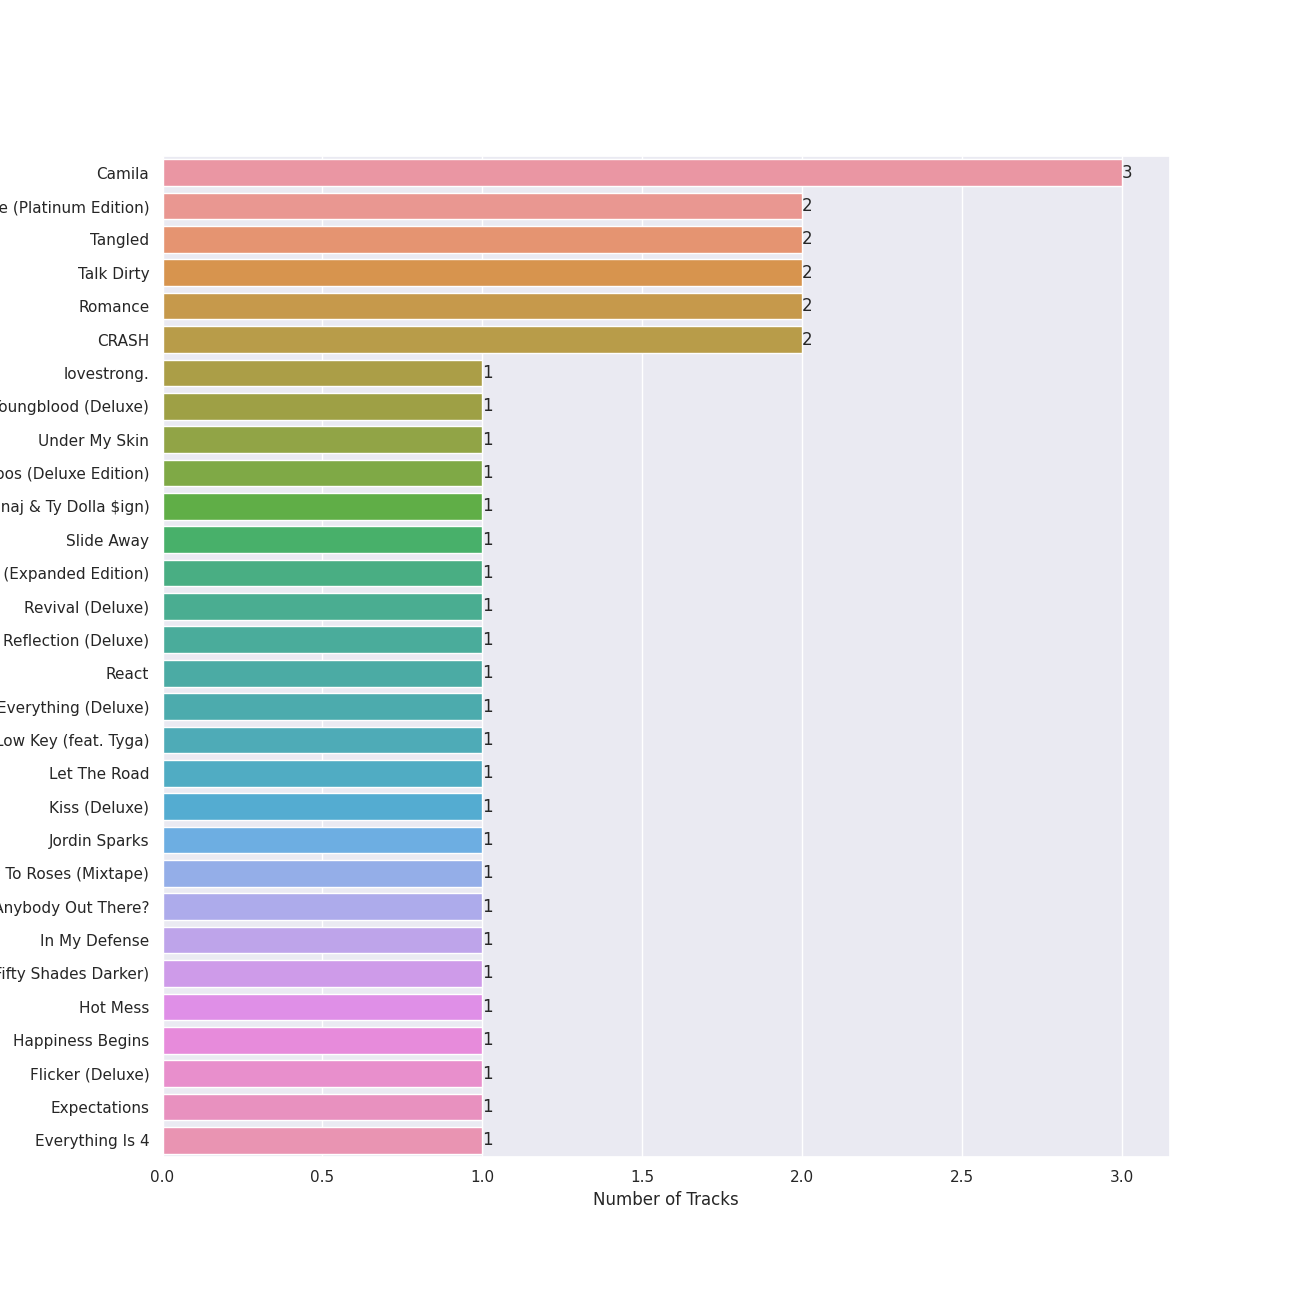 Camila 3
e (Platinum Edition) 2
Tangled 2
Talk Dirty 2
Romance 2
CRASH 2
lovestrong. 1
oungblood (Deluxe) 1
Under My Skin 1
oos (Deluxe Edition) 1
naj & Ty Dolla $ign) 1
Slide Away 1
(Expanded Edition) 1
Revival (Deluxe) 1
Reflection (Deluxe) 1
React 1
Everything (Deluxe) 1
Low Key (feat. Tyga) 1
Let The Road 1
Kiss (Deluxe) 1
Jordin Sparks 1
To Roses (Mixtape) 1
Anybody Out There? 1
In My Defense 1
Fifty Shades Darker) 1
Hot Mess 1
Happiness Begins 1
Flicker (Deluxe) 1
Expectations 1
Everything Is 4 1
0.0 0.5 1.0 1.5 2.0 2.5 3.0
Number of Tracks